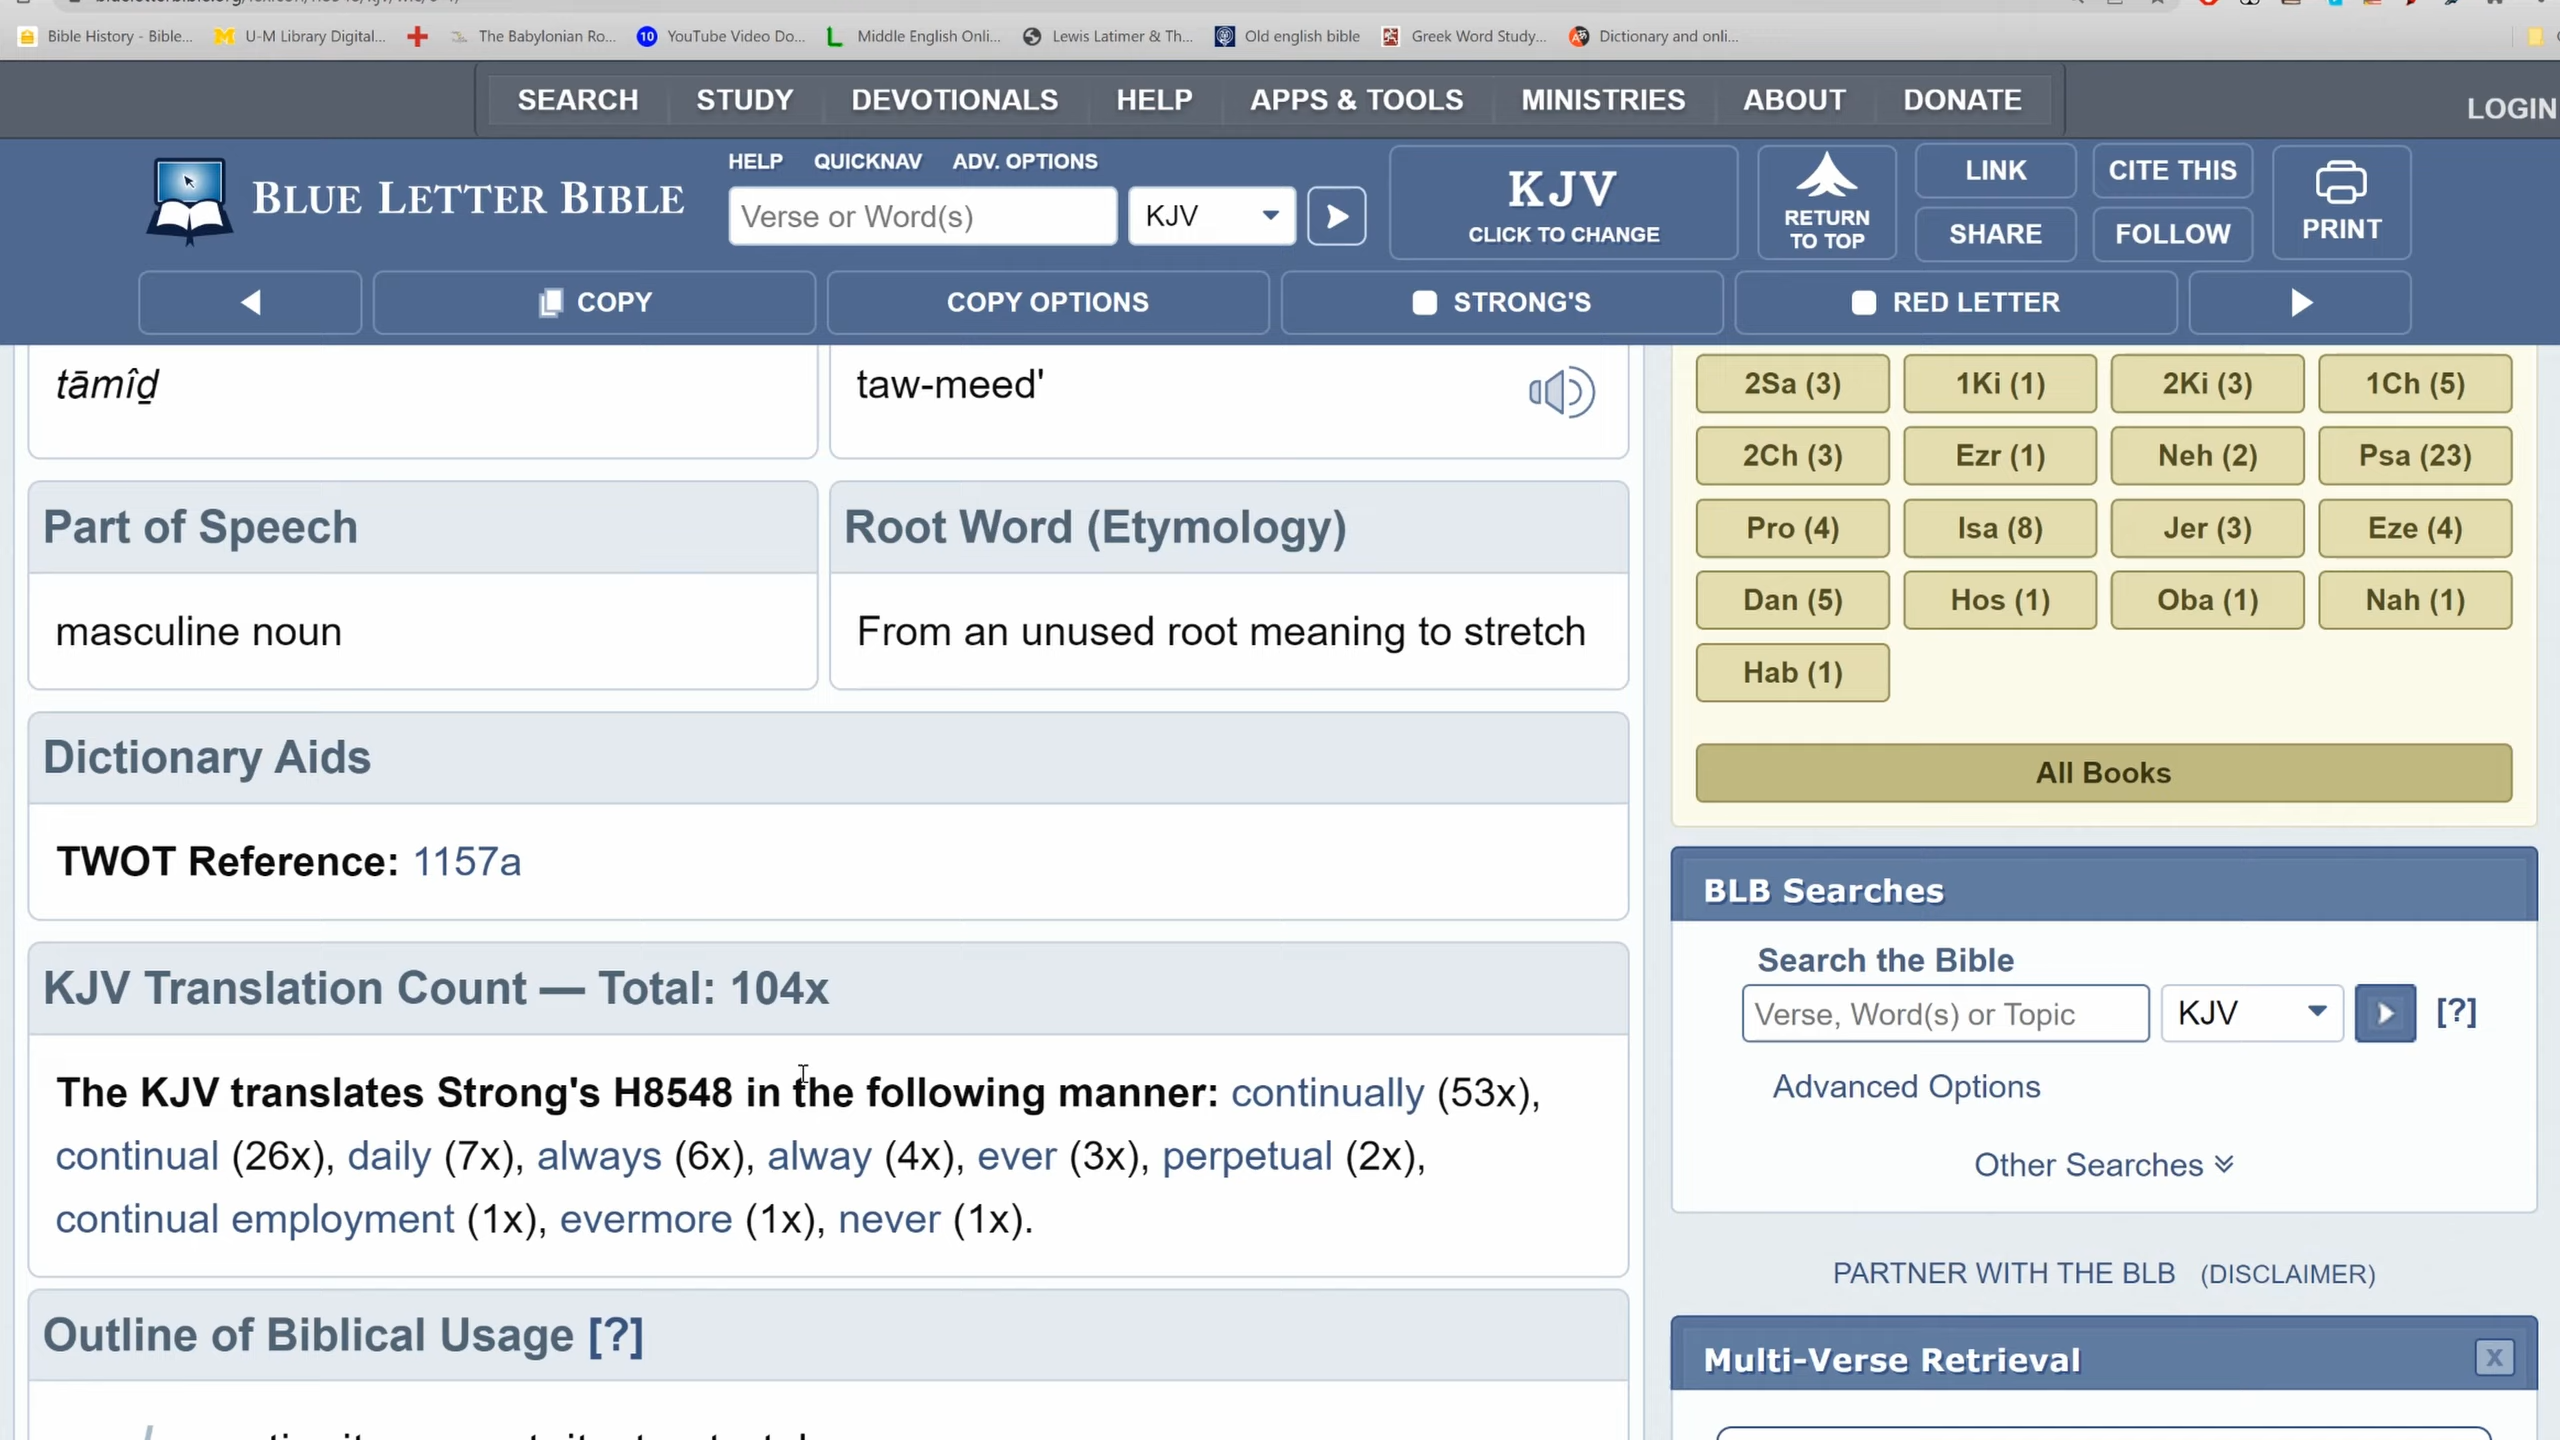 Bible History - Bible...
U-M Library Digital...
The Babylonian Ro...
10
YouTube Video Do...
Middle English Onli...
Lewis Latimer & Th...
Old english bible
Greek Word Study...
Dictionary and onli...
SEARCH
STUDY
DEVOTIONALS
HELP
APPS & TOOLS
MINISTRIES
ABOUT
DONATE
LOGIN
BLUE LETTER BIBLE
HELP
QUICKNAV
ADV. OPTIONS
Verse or Word(s)
KJV
KJV
CLICK TO CHANGE
RETURN
TO TOP
LINK
CITE THIS
SHARE
FOLLOW
PRINT
COPY
COPY OPTIONS
STRONG'S
RED LETTER
tāmîḏ
taw-meed'
Part of Speech
masculine noun
Root Word (Etymology)
From an unused root meaning to stretch
Dictionary Aids
TWOT Reference: 1157a
KJV Translation Count — Total: 104x
The KJV translates Strong's H8548 in the following manner: continually (53x),
continual (26x), daily (7x), always (6x), alway (4x), ever (3x), perpetual (2x),
continual employment (1x), evermore (1x), never (1x).
Outline of Biblical Usage [?]
2Sa (3)
1Ki (1)
2Ki (3)
1Ch (5)
2Ch (3)
Ezr (1)
Neh (2)
Psa (23)
Pro (4)
Isa (8)
Jer (3)
Eze (4)
Dan (5)
Hos (1)
Oba (1)
Nah (1)
Hab (1)
All Books
BLB Searches
Search the Bible
Verse, Word(s) or Topic
KJV
[?]
Advanced Options
Other Searches
PARTNER WITH THE BLB (DISCLAIMER)
Multi-Verse Retrieval
X